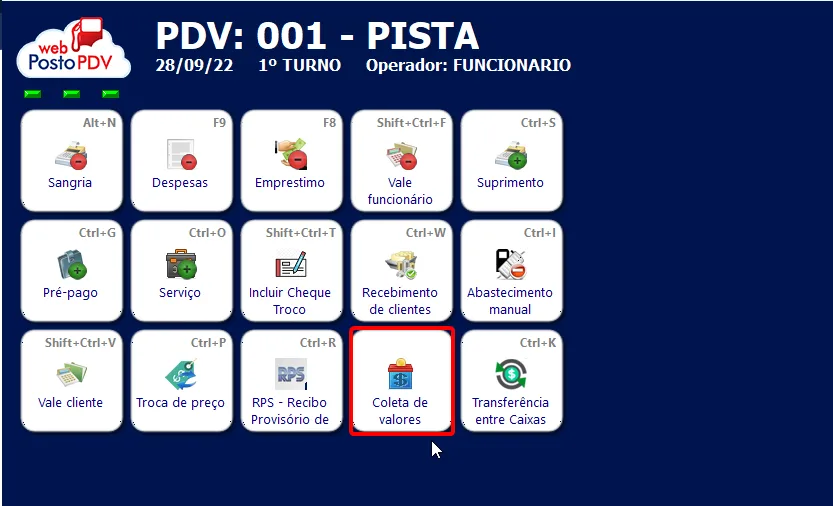 web
PostoPDV
PDV: 001 - PISTA
28/09/22 1º TURNO Operador: FUNCIONARIO
Alt+N
Sangria
F9
Despesas
F8
Emprestimo
Shift+Ctrl+F
Vale
funcionário
Ctrl+S
Suprimento
Ctrl+G
Pré-pago
Ctrl+O
Serviço
Shift+Ctrl+T
Incluir Cheque
Troco
Ctrl+W
Recebimento
de clientes
Ctrl+I
Abastecimento
manual
Shift+Ctrl+V
Vale cliente
Ctrl+P
Troca de preço
Ctrl+R
RPS
RPS - Recibo
Provisório de
Coleta de
valores
Ctrl+K
Transferência
entre Caixas